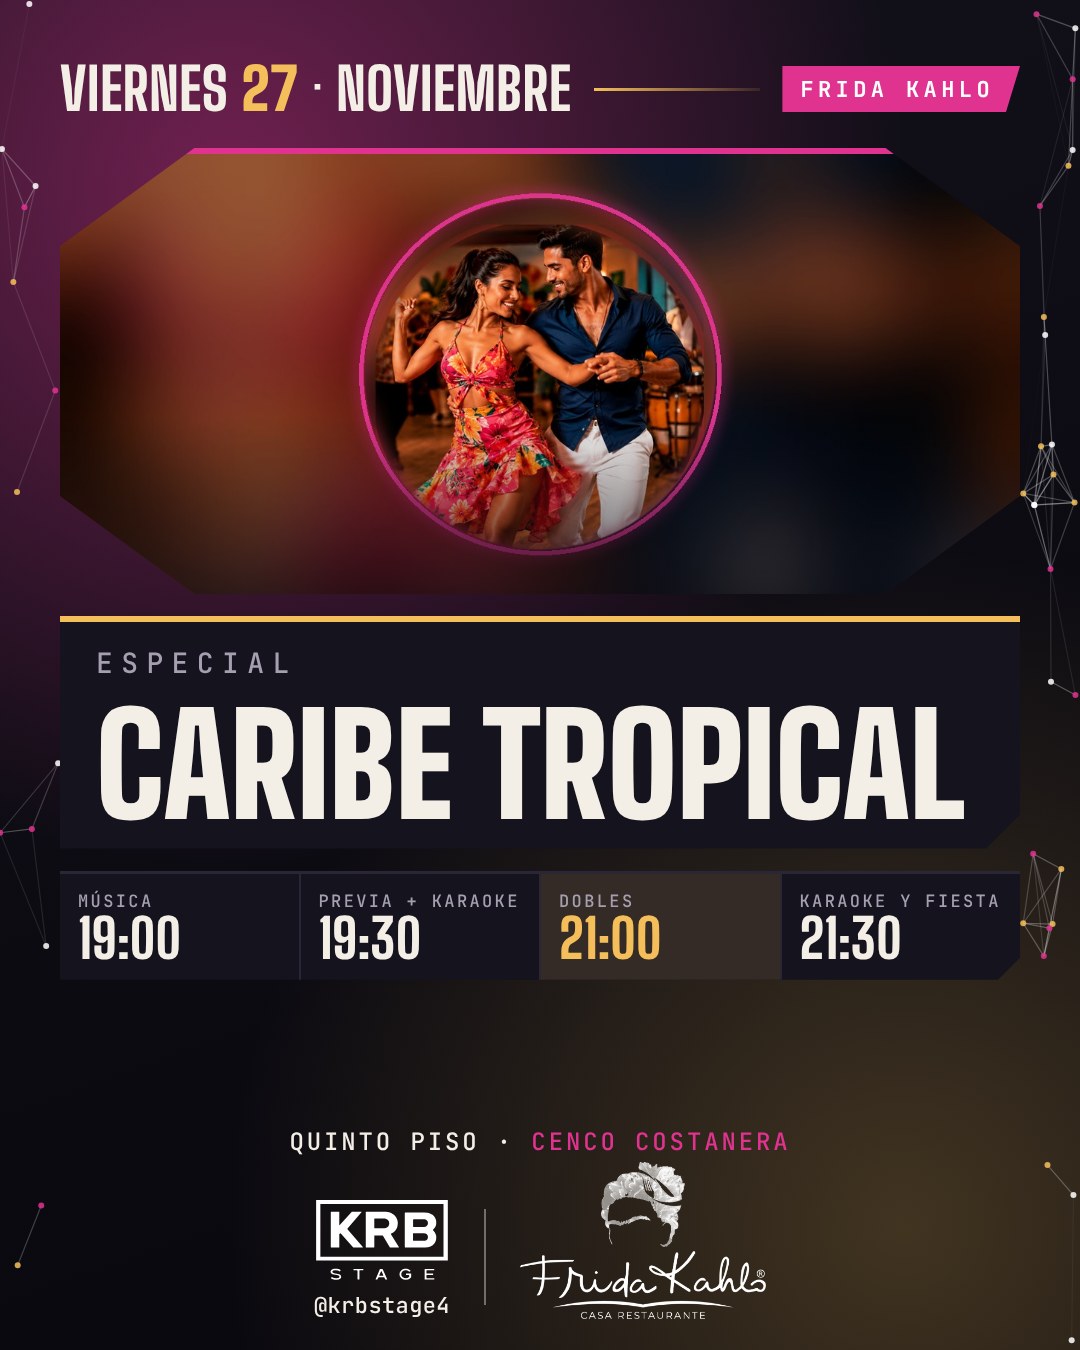 VIERNES 27 · NOVIEMBRE
FRIDA KAHLO
ESPECIAL
CARIBE TROPICAL
MÚSICA
19:00
PREVIA + KARAOKE
19:30
DOBLES
21:00
KARAOKE Y FIESTA
21:30
QUINTO PISO · CENCO COSTANERA
KRB
STAGE
@krbstage4
Frida Kahlo®
CASA RESTAURANTE